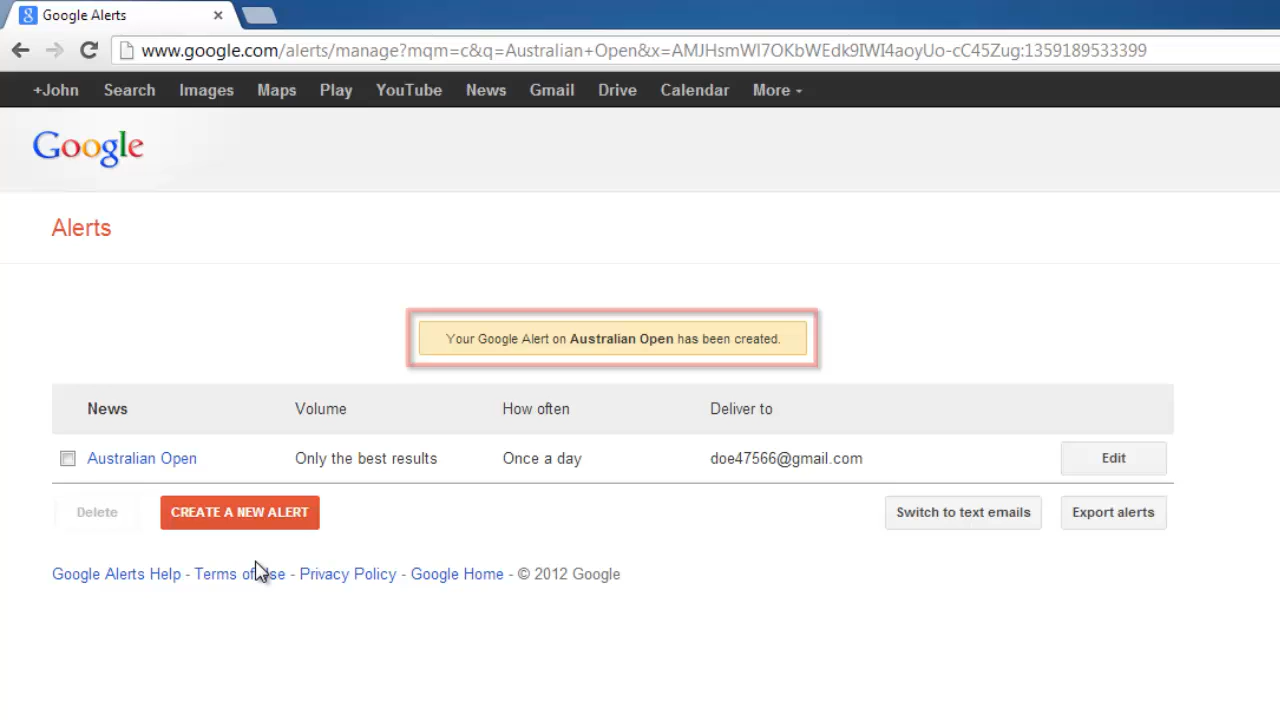 Google Alerts
www.google.com/alerts/manage?mqm=c&q=Australian+Open&x=AMJHsmWI7OKbWEdk9IWI4aoyUo-cC45Zug:1359189533399
+John Search Images Maps Play YouTube News Gmail Drive Calendar More
Google
Alerts
Your Google Alert on Australian Open has been created.
News Volume How often Deliver to
Australian Open Only the best results Once a day doe47566@gmail.com Edit
Delete CREATE A NEW ALERT Switch to text emails Export alerts
Google Alerts Help - Terms of Use - Privacy Policy - Google Home - © 2012 Google